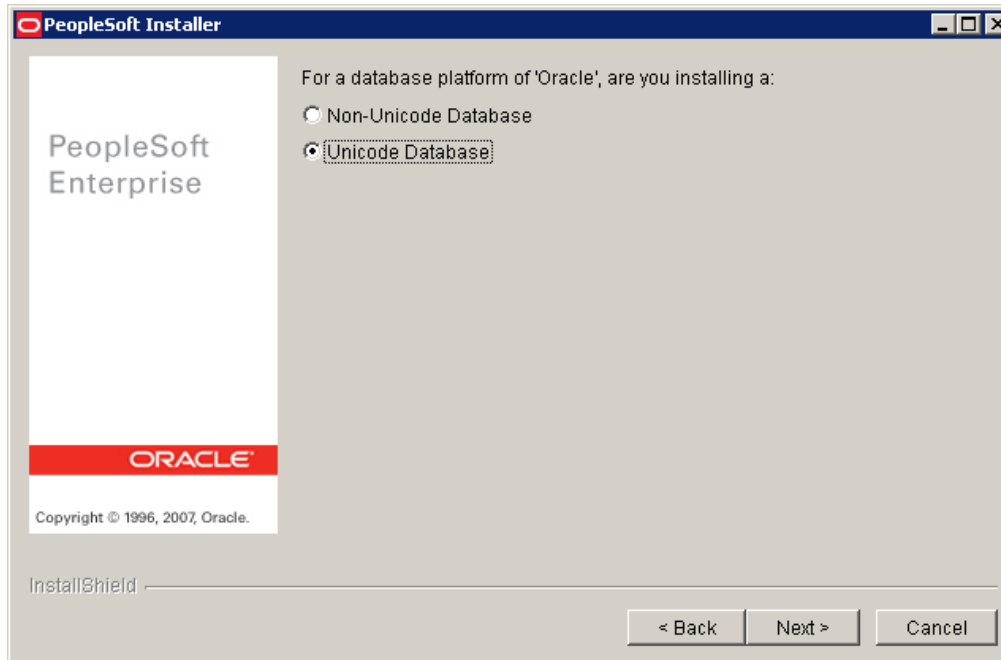 PeopleSoft Installer
PeopleSoft
Enterprise
ORACLE
Copyright © 1996, 2007, Oracle.
For a database platform of 'Oracle', are you installing a:
Non-Unicode Database
Unicode Database
InstallShield
< Back
Next >
Cancel